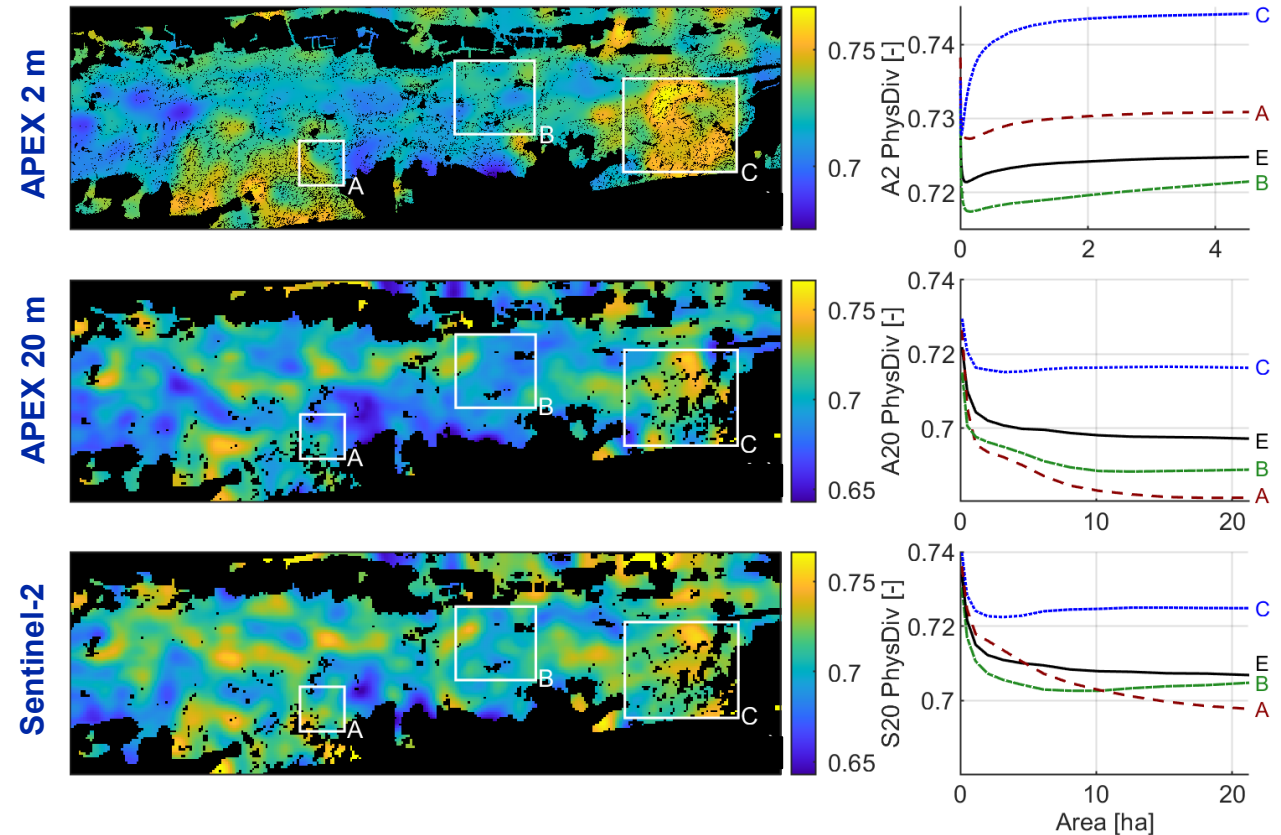 APEX 2 m
A
B
C
0.75
0.7
A2 PhysDiv [-]
0.74
0.73
0.72
0
2
4
C
A
E
B
APEX 20 m
A
B
C
0.75
0.7
0.65
A20 PhysDiv [-]
0.74
0.72
0.7
0
10
20
C
E
B
A
Sentinel-2
A
B
C
0.75
0.7
0.65
S20 PhysDiv [-]
0.74
0.72
0.7
0
10
20
C
E
B
A
Area [ha]